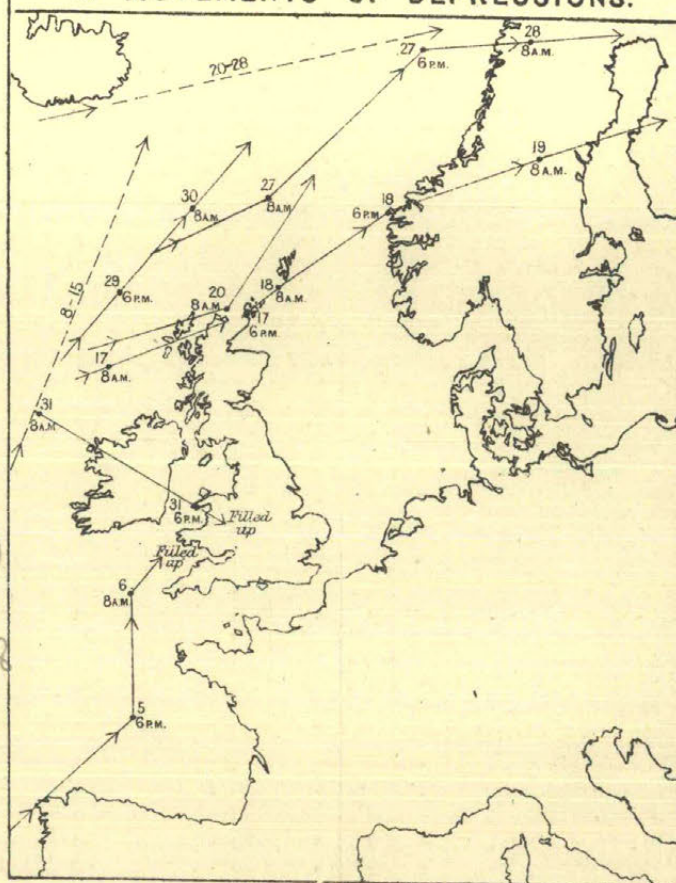 DEPRESSIONS.
28
8 A.M.
27
6 P.M.
20-28
19
8 A.M.
30
8 A.M.
27
8 A.M.
18
6 P.M.
8-15
29
6 P.M.
20
8 A.M.
18
8 A.M.
17
6 P.M.
17
8 A.M.
31
8 A.M.
31
6 P.M.
Filled
up
Filled
up
6
8 A.M.
5
6 P.M.